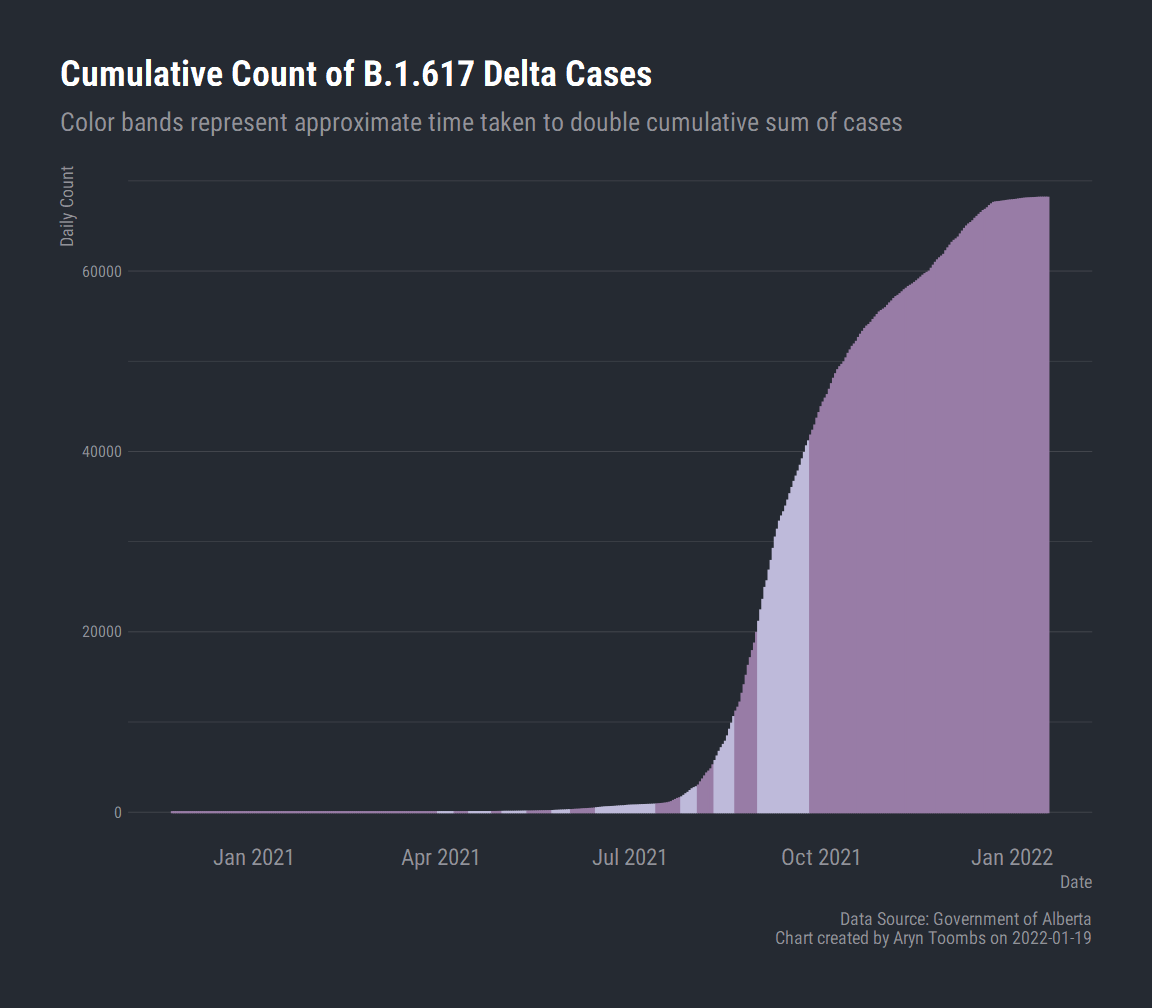 Cumulative Count of B.1.617 Delta Cases
Color bands represent approximate time taken to double cumulative sum of cases
Daily Count
60000
40000
20000
0
Jan 2021
Apr 2021
Jul 2021
Oct 2021
Jan 2022
Date
Data Source: Government of Alberta
Chart created by Aryn Toombs on 2022-01-19